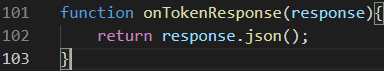 101 function onTokenResponse(response){
102     return response.json();
103 }